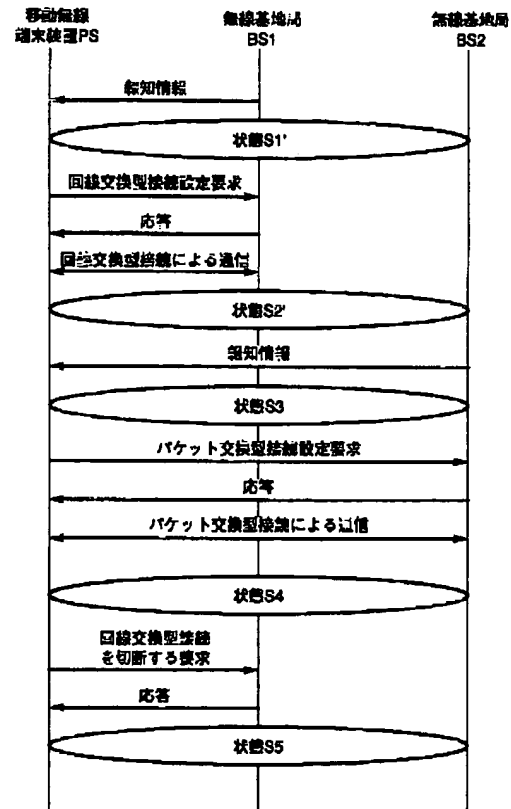 移動無線
端末装置PS
無線基地局
BS1
無線基地局
BS2
報知情報
状態S1'
回線交換型接続設定要求
応答
回線交換型接続による通信
状態S2'
報知情報
状態S3
パケット交換型接続設定要求
応答
パケット交換型接続による通信
状態S4
回線交換型接続
を切断する要求
応答
状態S5